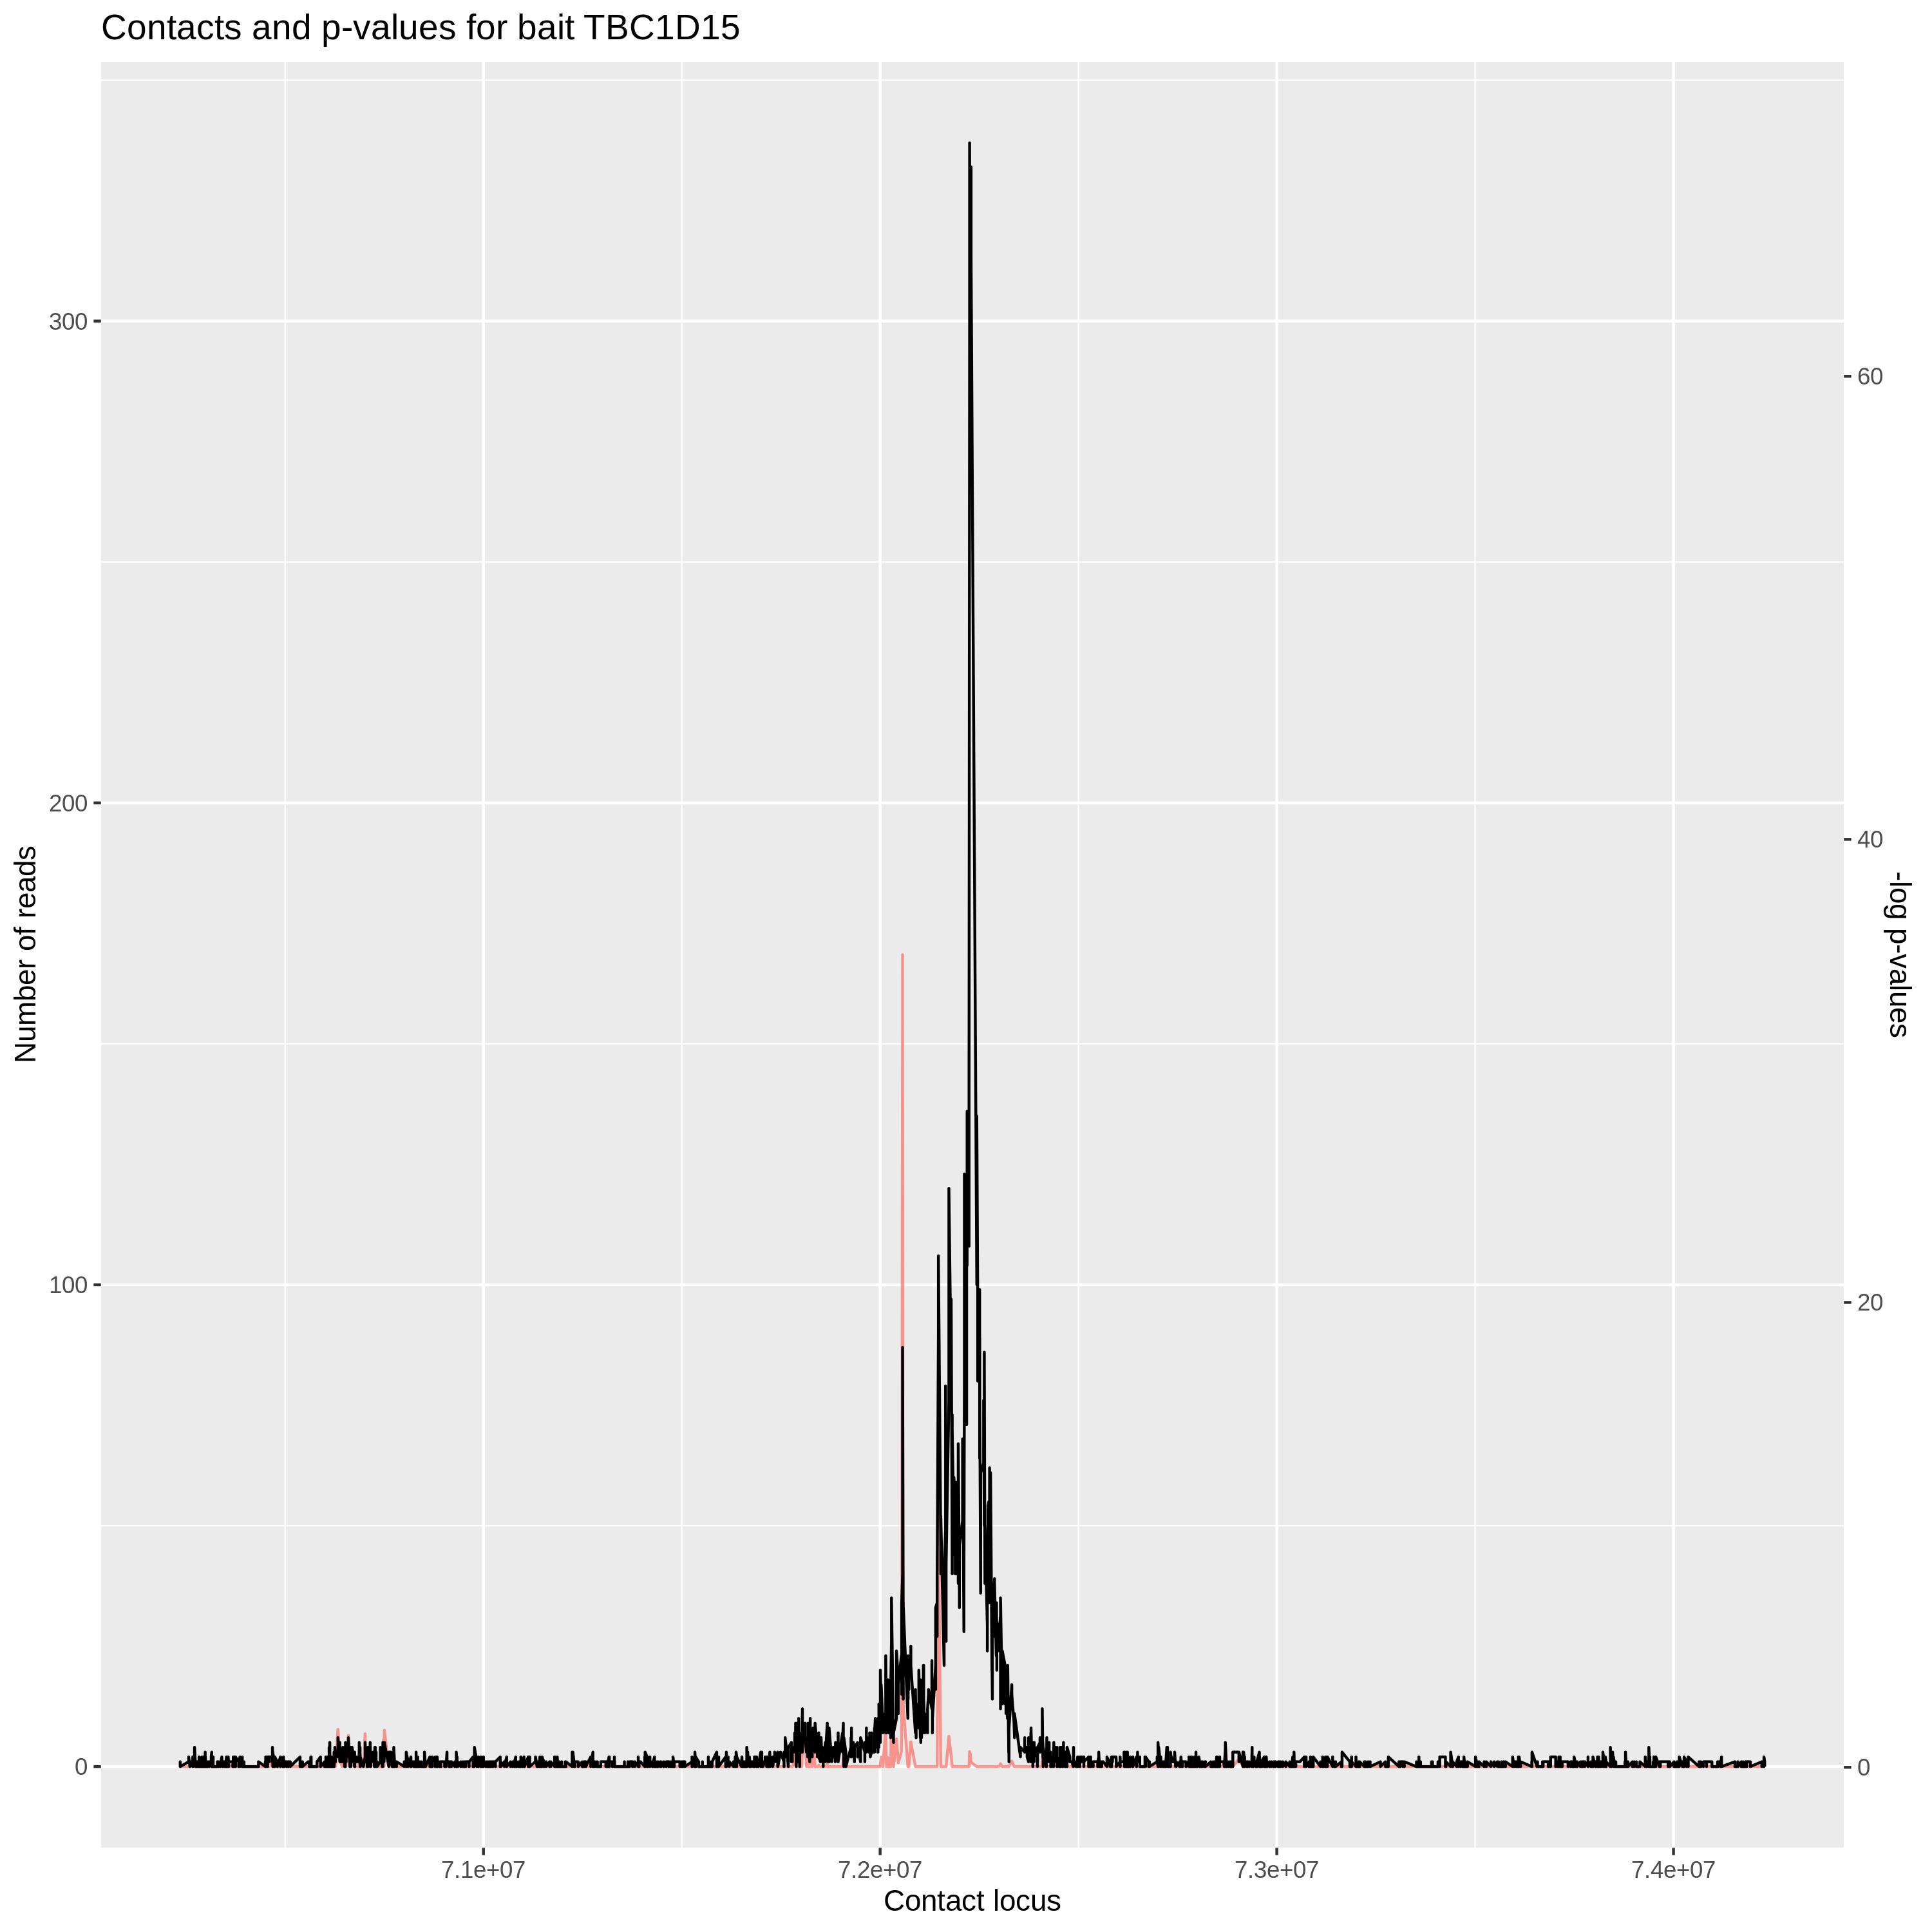 Contacts and p-values for bait TBC1D15
300
200
100
0
Number of reads
60
40
20
0
-log p-values
7.1e+07
7.2e+07
7.3e+07
7.4e+07
Contact locus